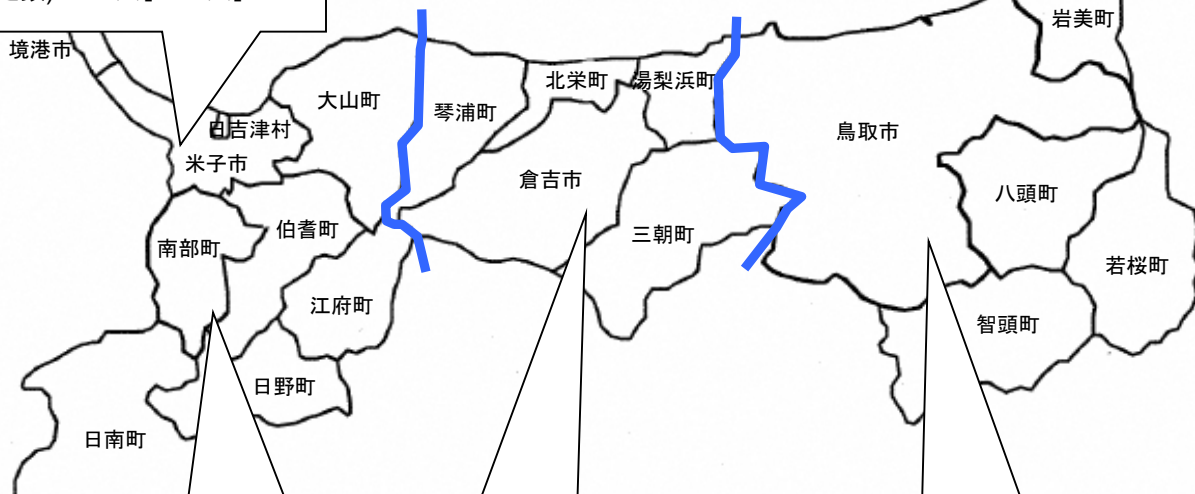 岩美町
境港市
北栄町
湯梨浜町
大山町
琴浦町
日吉津村
鳥取市
米子市
倉吉市
八頭町
伯耆町
三朝町
南部町
若桜町
江府町
智頭町
日野町
日南町